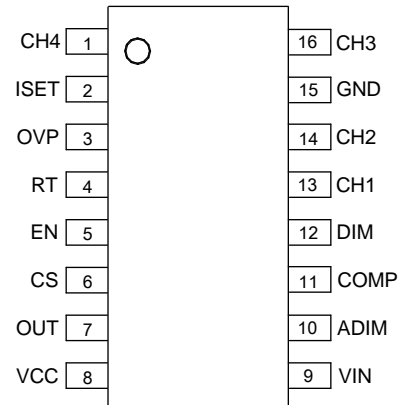 CH4 1 16 CH3
ISET 2 15 GND
OVP 3 14 CH2
RT 4 13 CH1
EN 5 12 DIM
CS 6 11 COMP
OUT 7 10 ADIM
VCC 8 9 VIN